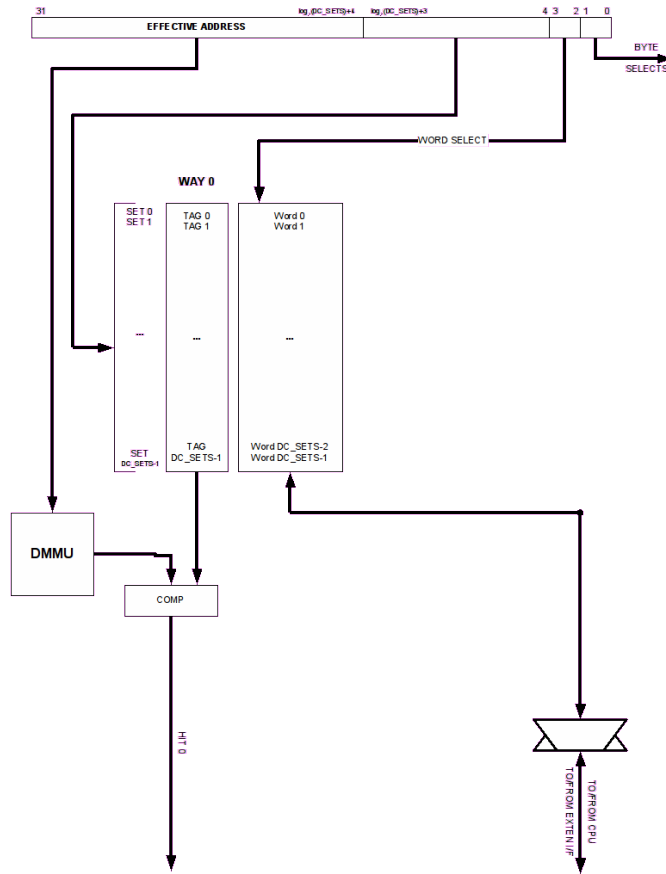 31
log₂(DC_SETS)+4
log₂(DC_SETS)+3
4 3 2 1 0
EFFECTIVE ADDRESS
BYTE
SELECTS
WORD SELECT
WAY 0
SET 0
SET 1
...
SET
DC_SETS-1
TAG 0
TAG 1
...
TAG
DC_SETS-1
Word 0
Word 1
...
Word DC_SETS-2
Word DC_SETS-1
DMMU
COMP
HIT 0
TO/FROM EXTEN I/F
TO/FROM CPU